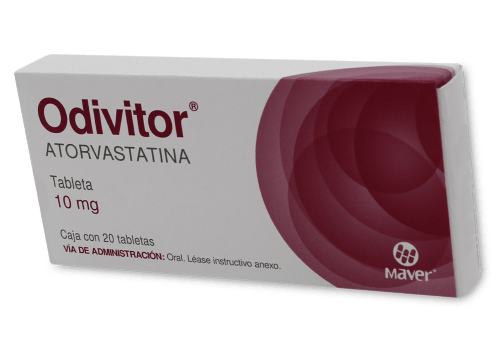 Odivitor®
ATORVASTATINA
Tableta
10 mg
Caja con 20 tabletas
VÍA DE ADMINISTRACIÓN: Oral. Léase instructivo anexo.
Maver®